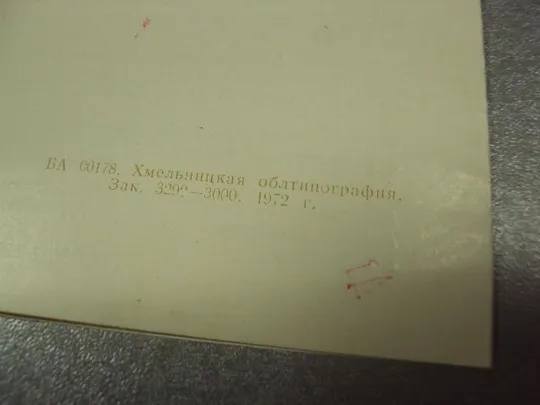 БА 00178. Хмельницкая облтипография.
Зак. 3299—3000. 1972 г.